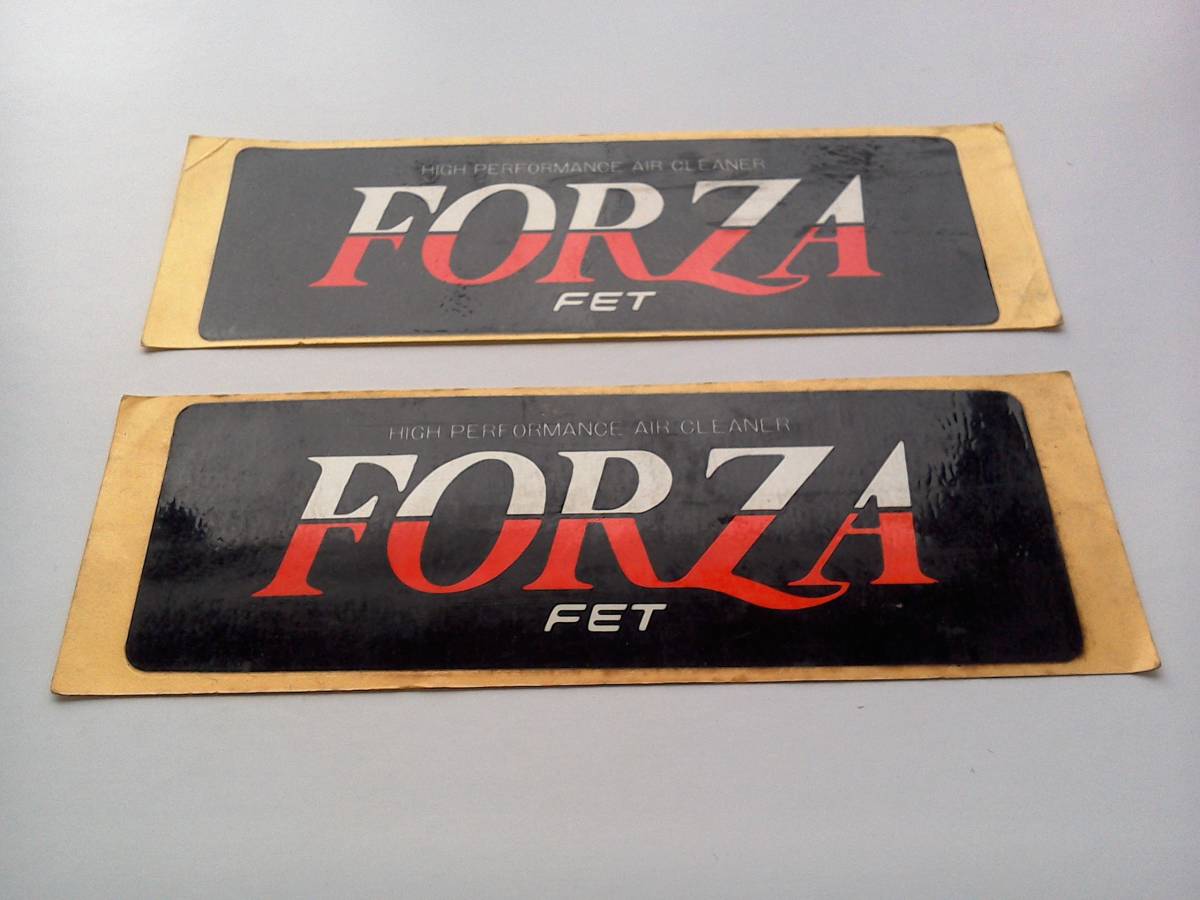 HIGH PERFORMANCE AIR CLEANER
FORZA
FET
HIGH PERFORMANCE AIR CLEANER
FORZA
FET